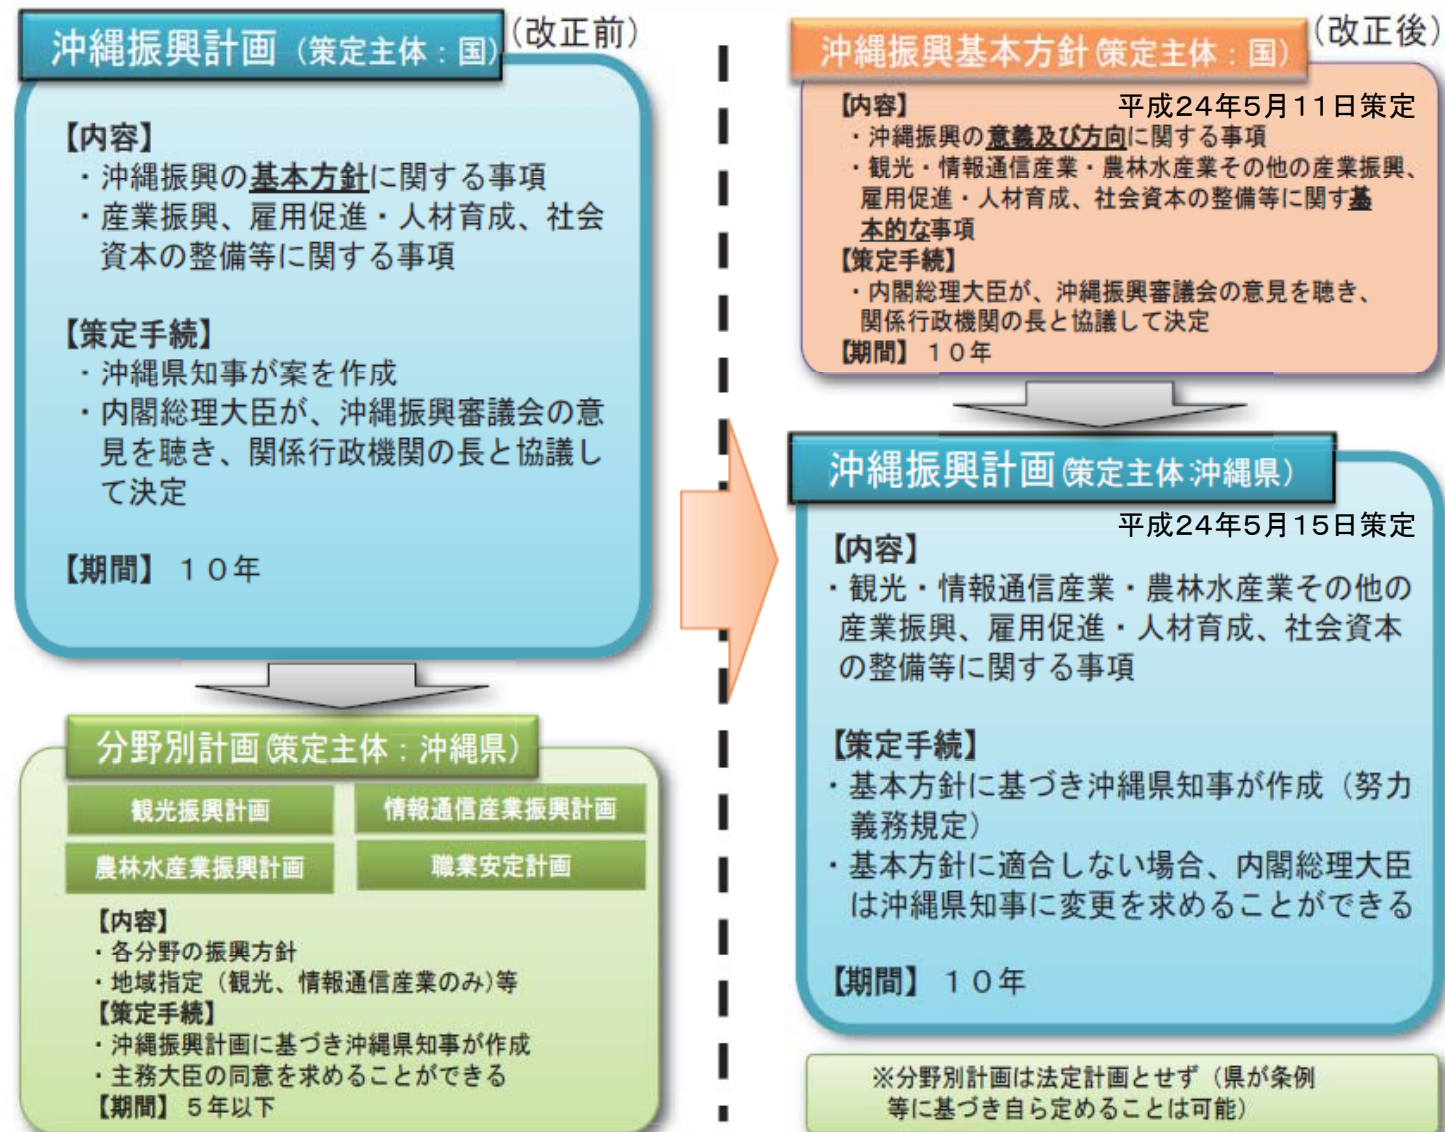 沖縄振興計画（策定主体：国）
（改正前）
【内容】
・沖縄振興の基本方針に関する事項
・産業振興、雇用促進・人材育成、社会
資本の整備等に関する事項
【策定手続】
・沖縄県知事が案を作成
・内閣総理大臣が、沖縄振興審議会の意
見を聴き、関係行政機関の長と協議し
て決定
【期間】１０年
分野別計画（策定主体：沖縄県）
観光振興計画
情報通信産業振興計画
農林水産業振興計画
職業安定計画
【内容】
・各分野の振興方針
・地域指定（観光、情報通信産業のみ）等
【策定手続】
・沖縄振興計画に基づき沖縄県知事が作成
・主務大臣の同意を求めることができる
【期間】５年以下
沖縄振興基本方針（策定主体：国）
（改正後）
平成24年5月11日策定
【内容】
・沖縄振興の意義及び方向に関する事項
・観光・情報通信産業・農林水産業その他の産業振興、
雇用促進・人材育成、社会資本の整備等に関す基
本的な事項
【策定手続】
・内閣総理大臣が、沖縄振興審議会の意見を聴き、
関係行政機関の長と協議して決定
【期間】１０年
沖縄振興計画（策定主体：沖縄県）
平成24年5月15日策定
【内容】
・観光・情報通信産業・農林水産業その他の
産業振興、雇用促進・人材育成、社会資本
の整備等に関する事項
【策定手続】
・基本方針に基づき沖縄県知事が作成（努力
義務規定）
・基本方針に適合しない場合、内閣総理大臣
は沖縄県知事に変更を求めることができる
【期間】１０年
※分野別計画は法定計画とせず（県が条例
等に基づき自ら定めることは可能）